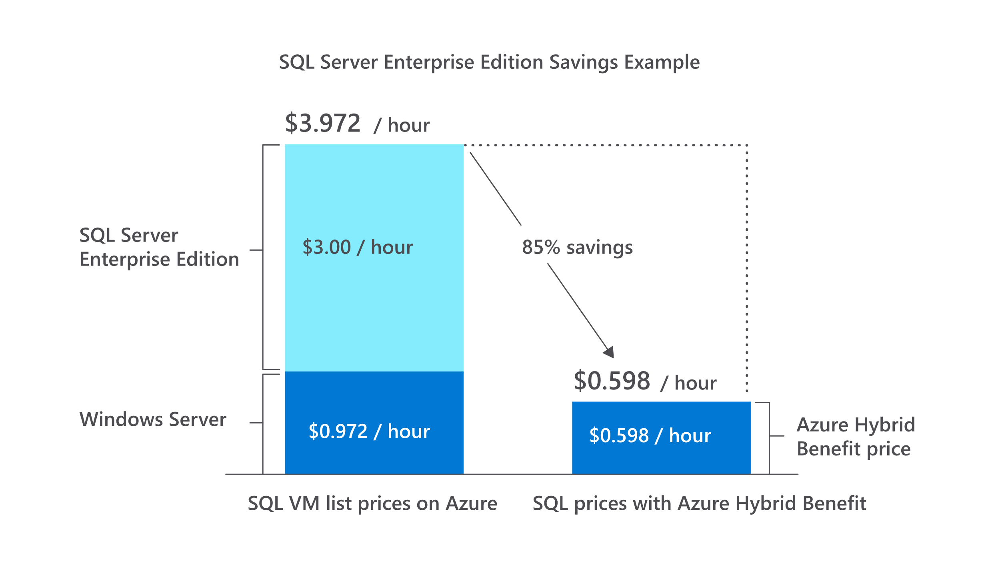 SQL Server Enterprise Edition Savings Example
$3.972 / hour
SQL Server
Enterprise Edition
$3.00 / hour
85% savings
$0.598 / hour
Windows Server
$0.972 / hour
$0.598 / hour
Azure Hybrid
Benefit price
SQL VM list prices on Azure
SQL prices with Azure Hybrid Benefit